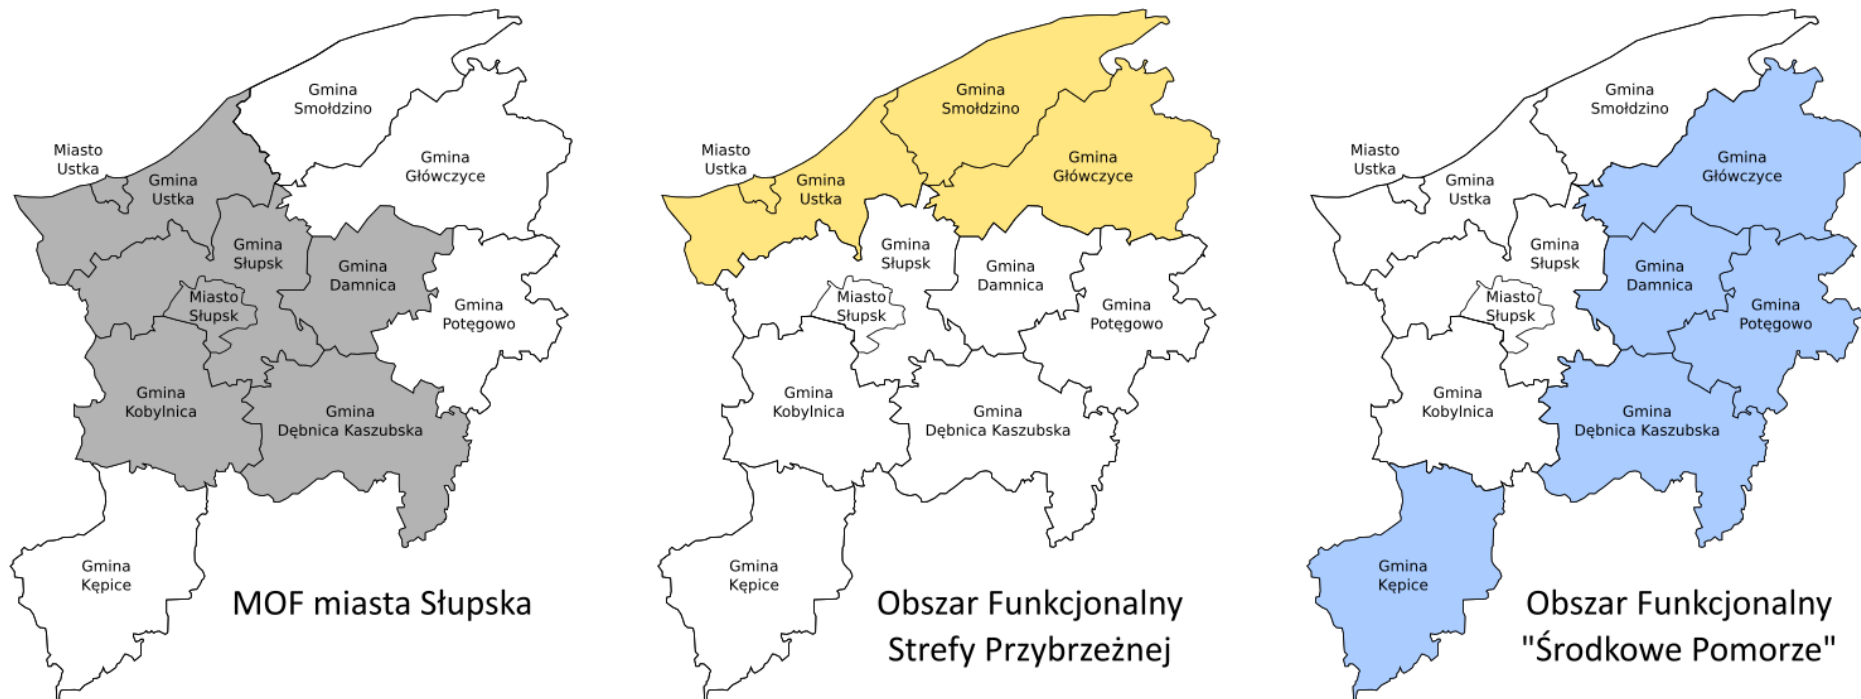 Gmina
Smołdzino
Miasto
Ustka
Gmina
Ustka
Gmina
Główczyce
Gmina
Słupsk
Gmina
Damnica
Miasto
Słupsk
Gmina
Potęgowo
Gmina
Kobylnica
Gmina
Dębnica Kaszubska
Gmina
Kępice
MOF miasta Słupska
Gmina
Smołdzino
Miasto
Ustka
Gmina
Ustka
Gmina
Główczyce
Gmina
Słupsk
Gmina
Damnica
Miasto
Słupsk
Gmina
Potęgowo
Gmina
Kobylnica
Gmina
Dębnica Kaszubska
Gmina
Kępice
Obszar Funkcjonalny
Strefy Przybrzeżnej
Gmina
Smołdzino
Miasto
Ustka
Gmina
Ustka
Gmina
Główczyce
Gmina
Słupsk
Gmina
Damnica
Miasto
Słupsk
Gmina
Potęgowo
Gmina
Kobylnica
Gmina
Dębnica Kaszubska
Gmina
Kępice
Obszar Funkcjonalny
"Środkowe Pomorze"